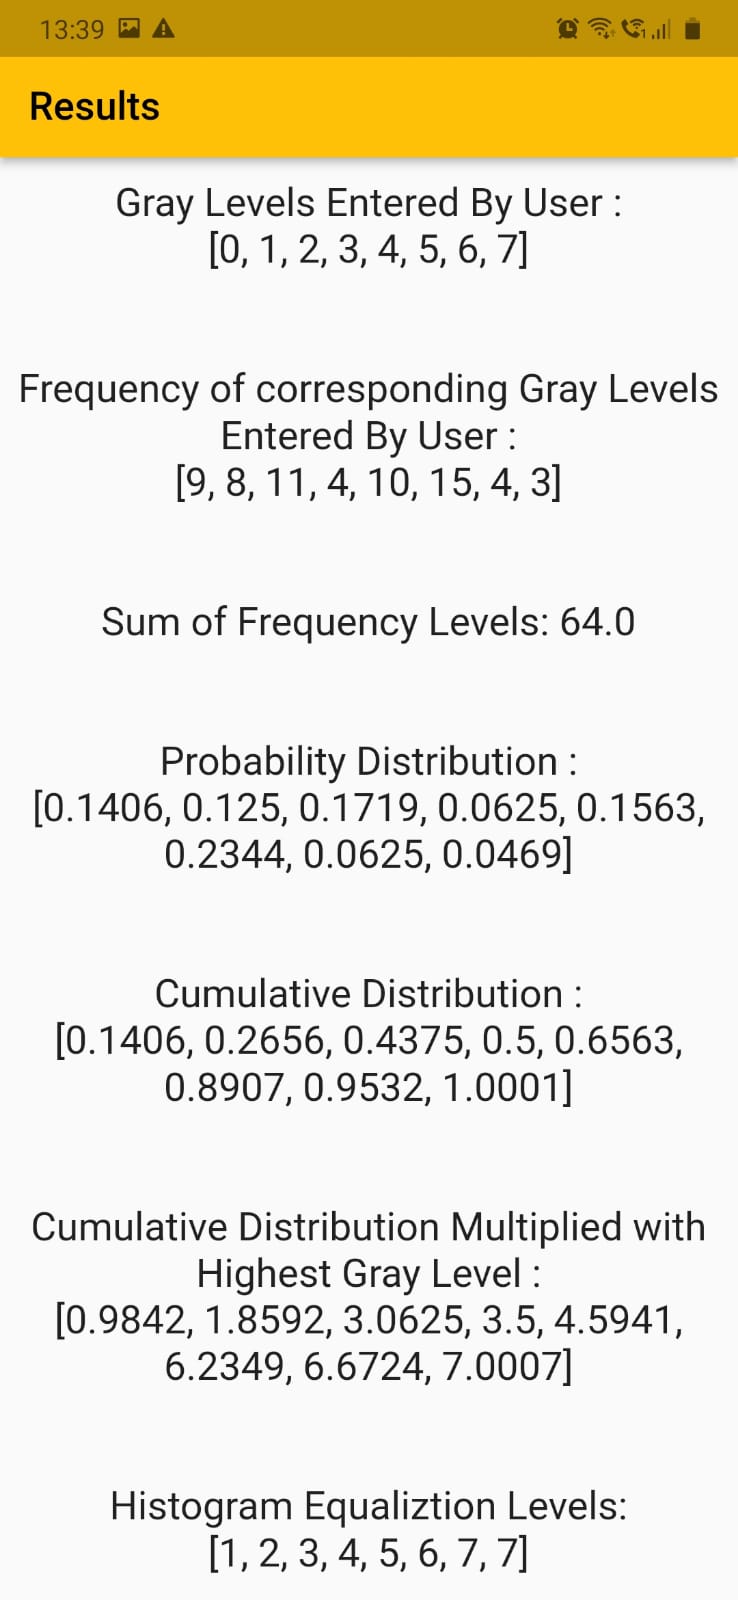 13:39
Results
Gray Levels Entered By User :
[0, 1, 2, 3, 4, 5, 6, 7]
Frequency of corresponding Gray Levels
Entered By User :
[9, 8, 11, 4, 10, 15, 4, 3]
Sum of Frequency Levels: 64.0
Probability Distribution :
[0.1406, 0.125, 0.1719, 0.0625, 0.1563,
0.2344, 0.0625, 0.0469]
Cumulative Distribution :
[0.1406, 0.2656, 0.4375, 0.5, 0.6563,
0.8907, 0.9532, 1.0001]
Cumulative Distribution Multiplied with
Highest Gray Level :
[0.9842, 1.8592, 3.0625, 3.5, 4.5941,
6.2349, 6.6724, 7.0007]
Histogram Equaliztion Levels:
[1, 2, 3, 4, 5, 6, 7, 7]